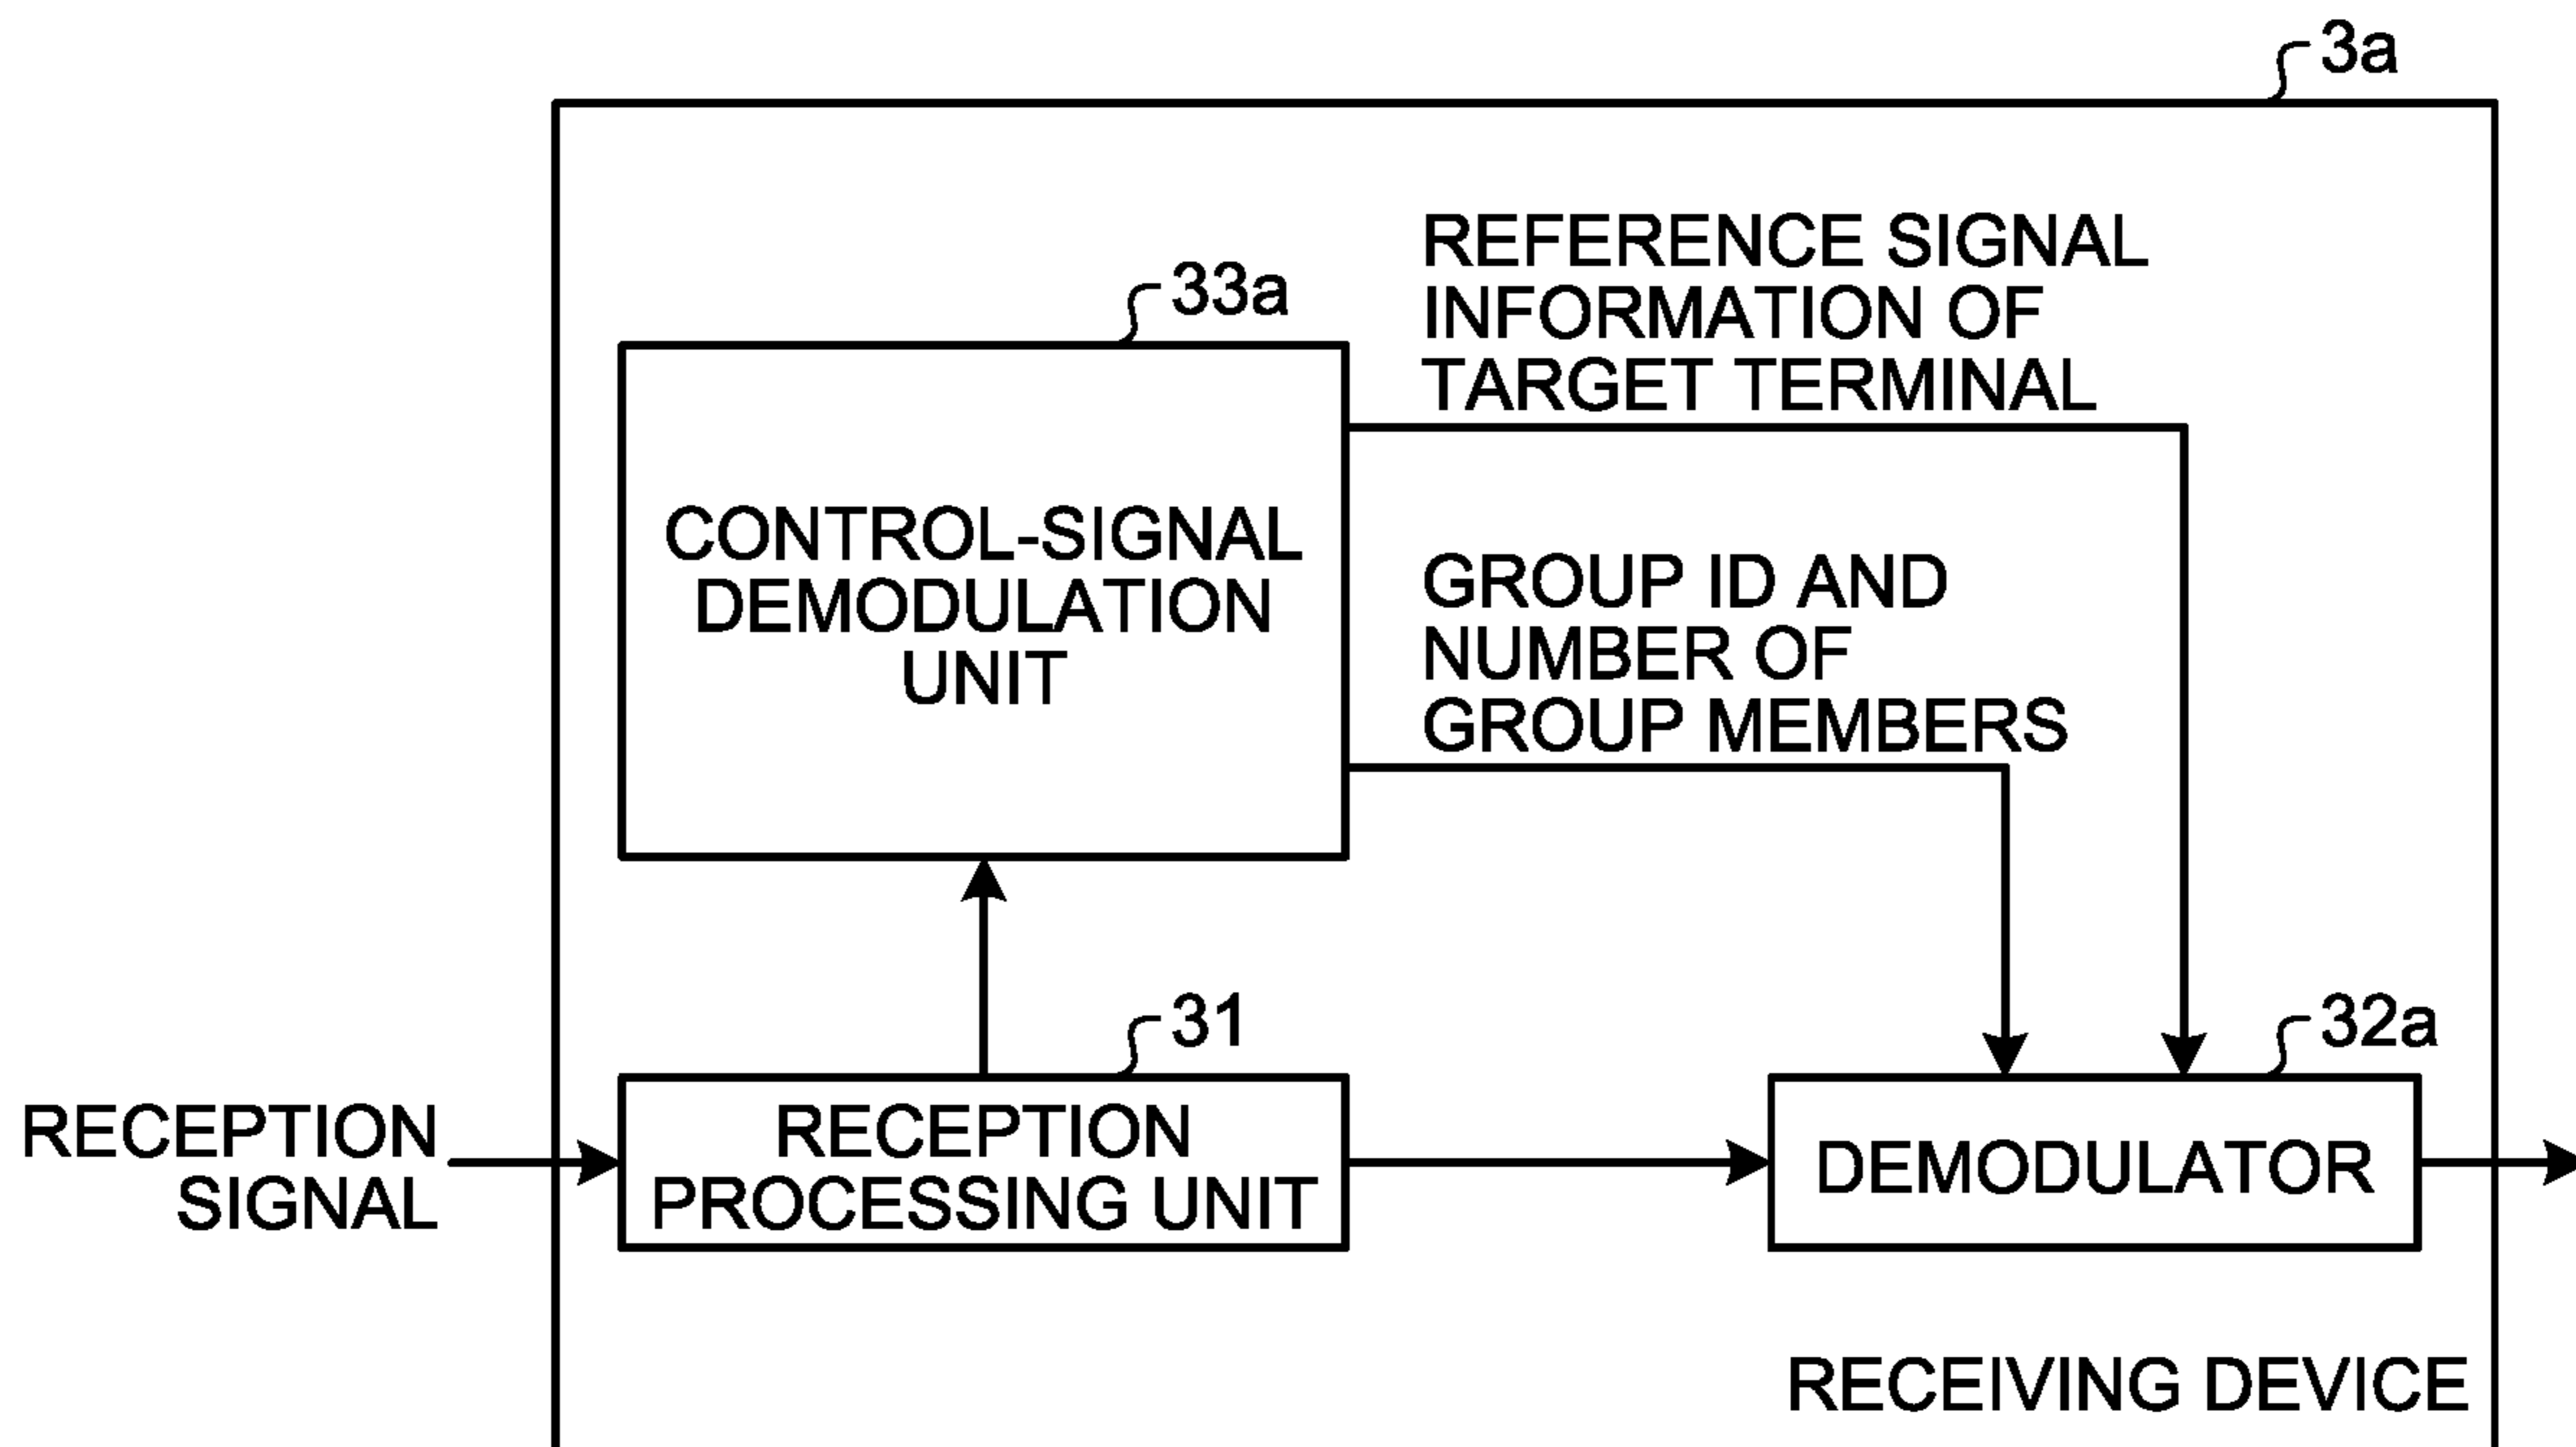 3a
33a
REFERENCE SIGNAL
INFORMATION OF
TARGET TERMINAL
CONTROL-SIGNAL
DEMODULATION
UNIT
GROUP ID AND
NUMBER OF
GROUP MEMBERS
31
32a
RECEPTION
SIGNAL
RECEPTION
PROCESSING UNIT
DEMODULATOR
RECEIVING DEVICE